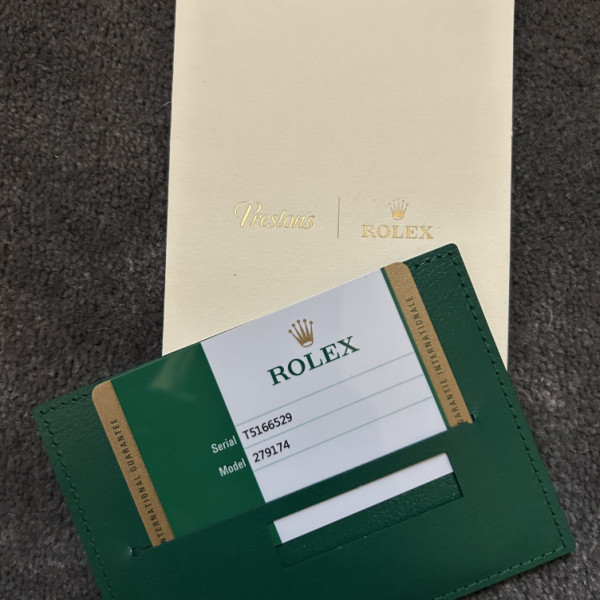 Prestons
ROLEX
ROLEX
Serial T5166529
Model 279174
INTERNATIONAL GUARANTEE
GARANTIE INTERNATIONALE